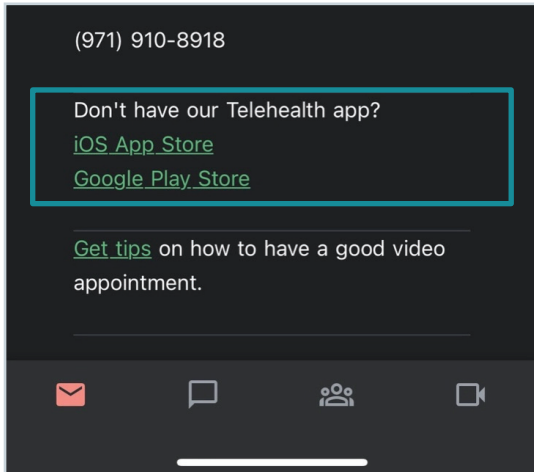 (971) 910-8918
Don't have our Telehealth app?
iOS App Store
Google Play Store
Get tips on how to have a good video
appointment.